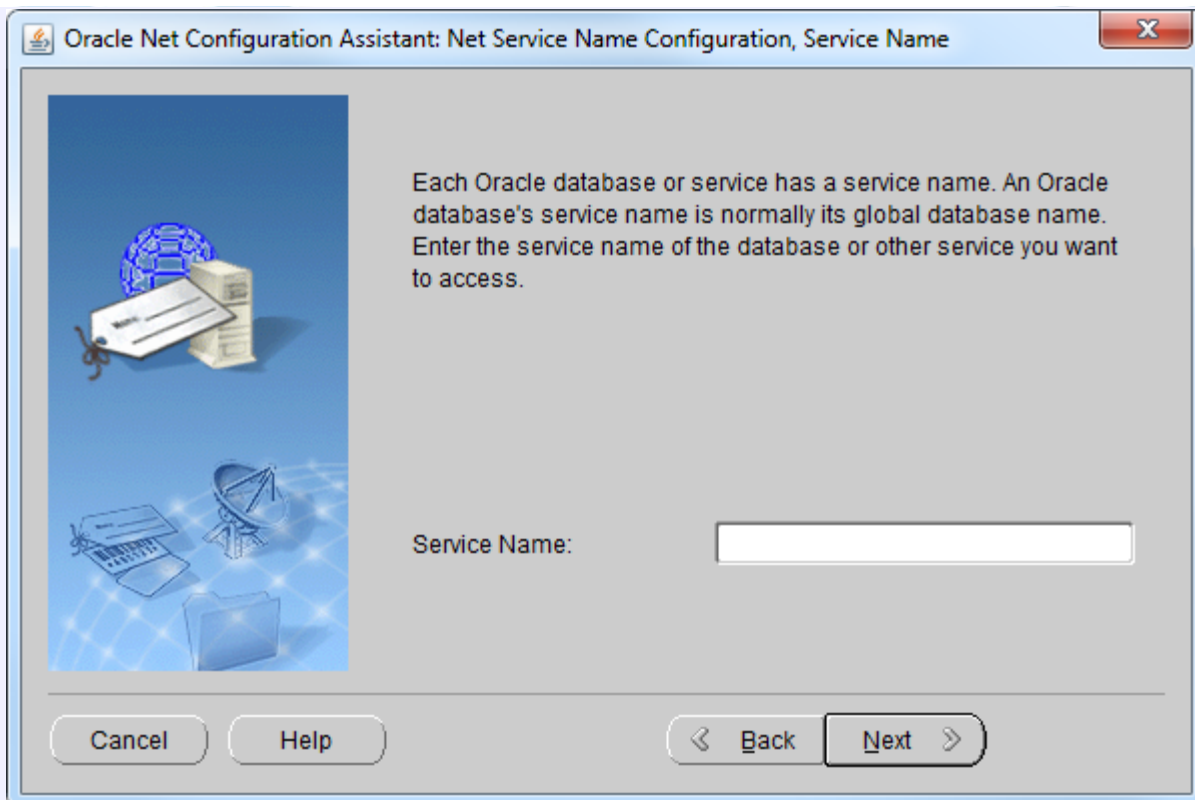 Oracle Net Configuration Assistant: Net Service Name Configuration, Service Name
Each Oracle database or service has a service name. An Oracle
database's service name is normally its global database name.
Enter the service name of the database or other service you want
to access.
Service Name:
Cancel
Help
Back
Next